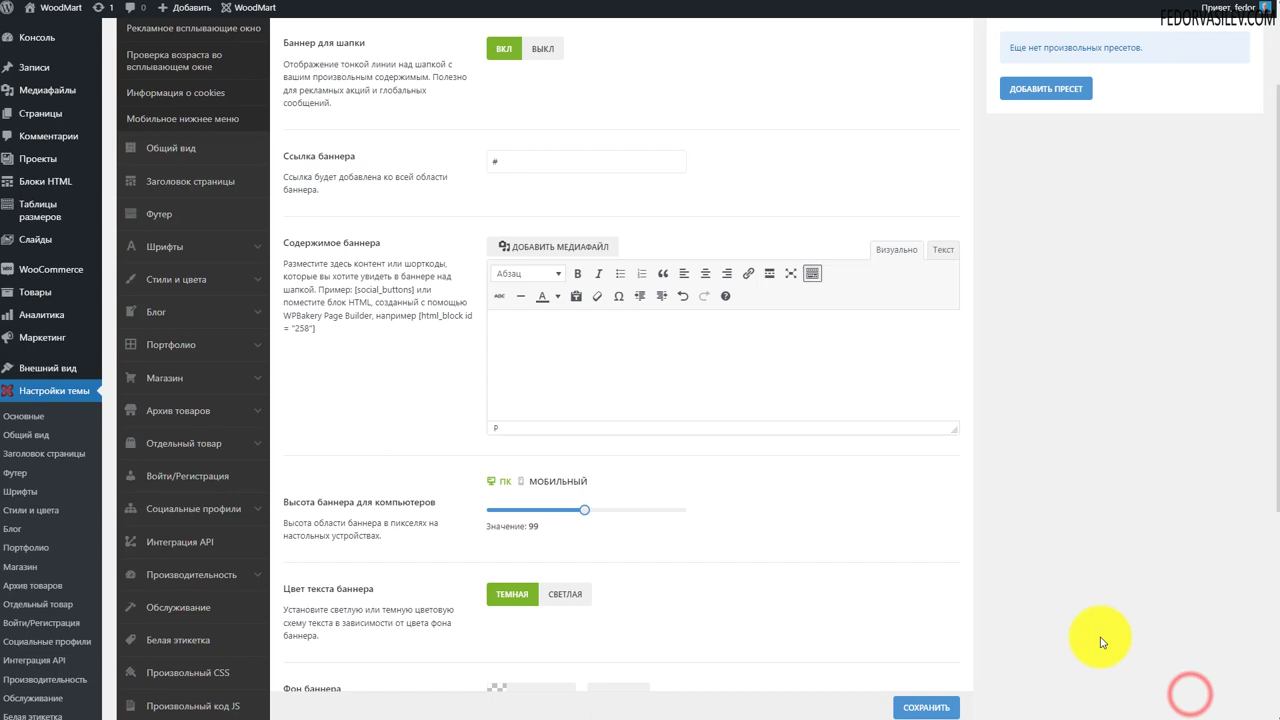 WoodMart
1
0
WoodMart
Привет, fedor
FEDORVASILEV.COM
Консоль
Записи
Медиафайлы
Страницы
Комментарии
Проекты
Блоки HTML
Таблицы
размеров
Слайды
WooCommerce
Товары
Аналитика
Маркетинг
Внешний вид
Настройки темы
Основные
Общий вид
Заголовок страницы
Футер
Шрифты
Стили и цвета
Блог
Портфолио
Магазин
Архив товаров
Отдельный товар
Войти/Регистрация
Социальные профили
Интеграция API
Производительность
Обслуживание
Белая этикетка
Рекламное всплывающие окно
Проверка возраста во
всплывающем окне
Информация о cookies
Мобильное нижнее меню
Общий вид
Заголовок страницы
Футер
Шрифты
Стили и цвета
Блог
Портфолио
Магазин
Архив товаров
Отдельный товар
Войти/Регистрация
Социальные профили
Интеграция API
Производительность
Обслуживание
Белая этикетка
Произвольный CSS
Произвольный код JS
Баннер для шапки
Отображение тонкой линии над шапкой с
вашим произвольным содержимым. Полезно
для рекламных акций и глобальных
сообщений.
ВКЛ ВЫКЛ
Ссылка баннера
Ссылка будет добавлена ко всей области
баннера.
#
Содержимое баннера
Разместите здесь контент или шорткоды,
которые вы хотите увидеть в баннере над
шапкой. Пример: [social_buttons] или
поместите блок HTML, созданный с помощью
WPBakery Page Builder, например [html_block id
= "258"]
ДОБАВИТЬ МЕДИАФАЙЛ
Визуально Текст
Абзац
P
Высота баннера для компьютеров
Высота области баннера в пикселях на
настольных устройствах.
ПК МОБИЛЬНЫЙ
Значение: 99
Цвет текста баннера
Установите светлую или темную цветовую
схему текста в зависимости от цвета фона
баннера.
ТЕМНАЯ СВЕТЛАЯ
Фон баннера
СОХРАНИТЬ
Еще нет произвольных пресетов.
ДОБАВИТЬ ПРЕСЕТ